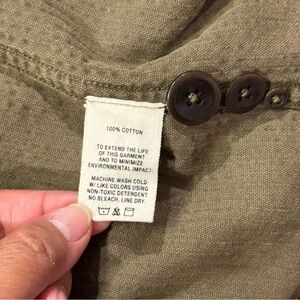 100% COTTON
TO EXTEND THE LIFE
OF THIS GARMENT
AND TO MINIMIZE
ENVIRONMENTAL IMPACT:
MACHINE WASH COLD
W/ LIKE COLORS USING
NON-TOXIC DETERGENT.
NO BLEACH. LINE DRY.